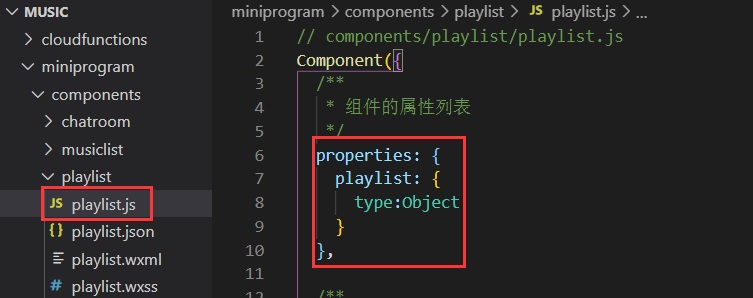 MUSIC
cloudfunctions
miniprogram
components
chatroom
musiclist
playlist
JS playlist.js
{} playlist.json
playlist.wxml
# playlist.wxss
miniprogram > components > playlist > JS playlist.js > ...
1 // components/playlist/playlist.js
2 Component({
3 /**
4 * 组件的属性列表
5 */
6 properties: {
7 playlist: {
8 type:Object
9 }
10 },
11
12 /**